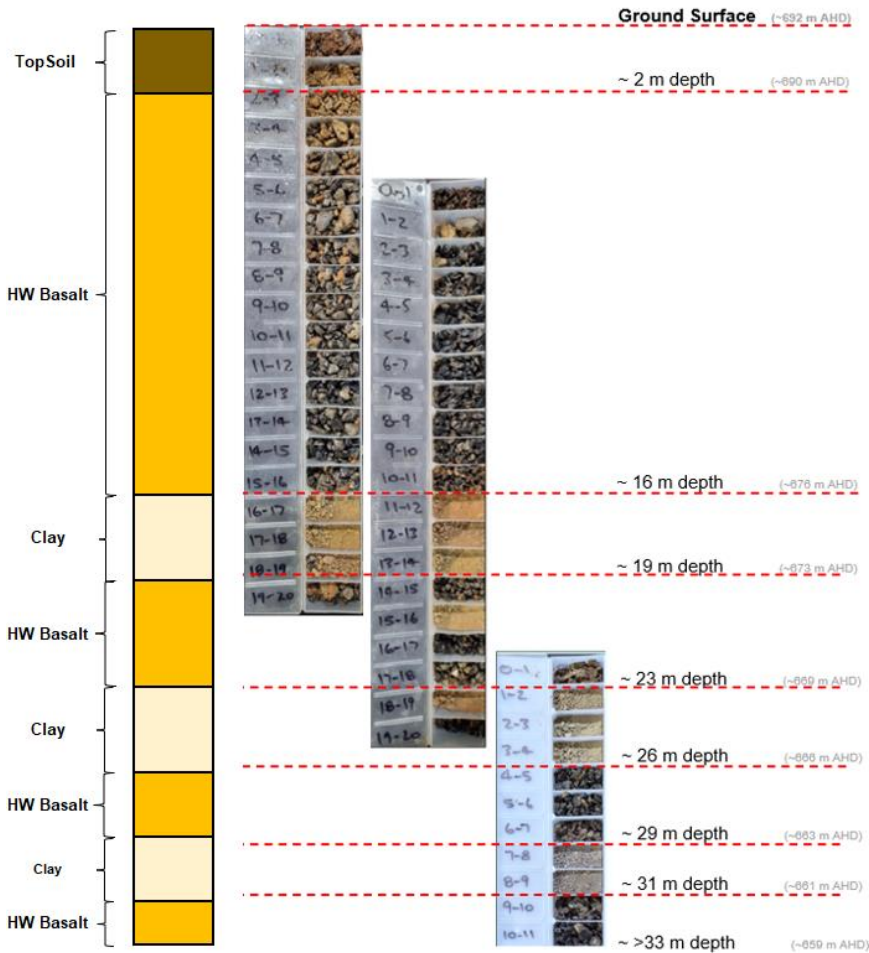 Ground Surface (~692 m AHD)
TopSoil
~ 2 m depth (~690 m AHD)
HW Basalt
~ 16 m depth (~676 m AHD)
Clay
~ 19 m depth (~673 m AHD)
HW Basalt
~ 23 m depth (~669 m AHD)
Clay
~ 26 m depth (~666 m AHD)
HW Basalt
~ 29 m depth (~663 m AHD)
Clay
~ 31 m depth (~661 m AHD)
HW Basalt
~ >33 m depth (~659 m AHD)
2-3
3-4
4-5
5-6
6-7
7-8
8-9
9-10
10-11
11-12
12-13
13-14
14-15
15-16
16-17
17-18
18-19
19-20
0-1
1-2
2-3
3-4
4-5
5-6
6-7
7-8
8-9
9-10
10-11
11-12
12-13
13-14
14-15
15-16
16-17
17-18
18-19
19-20
0-1
1-2
2-3
3-4
4-5
5-6
6-7
7-8
8-9
9-10
10-11